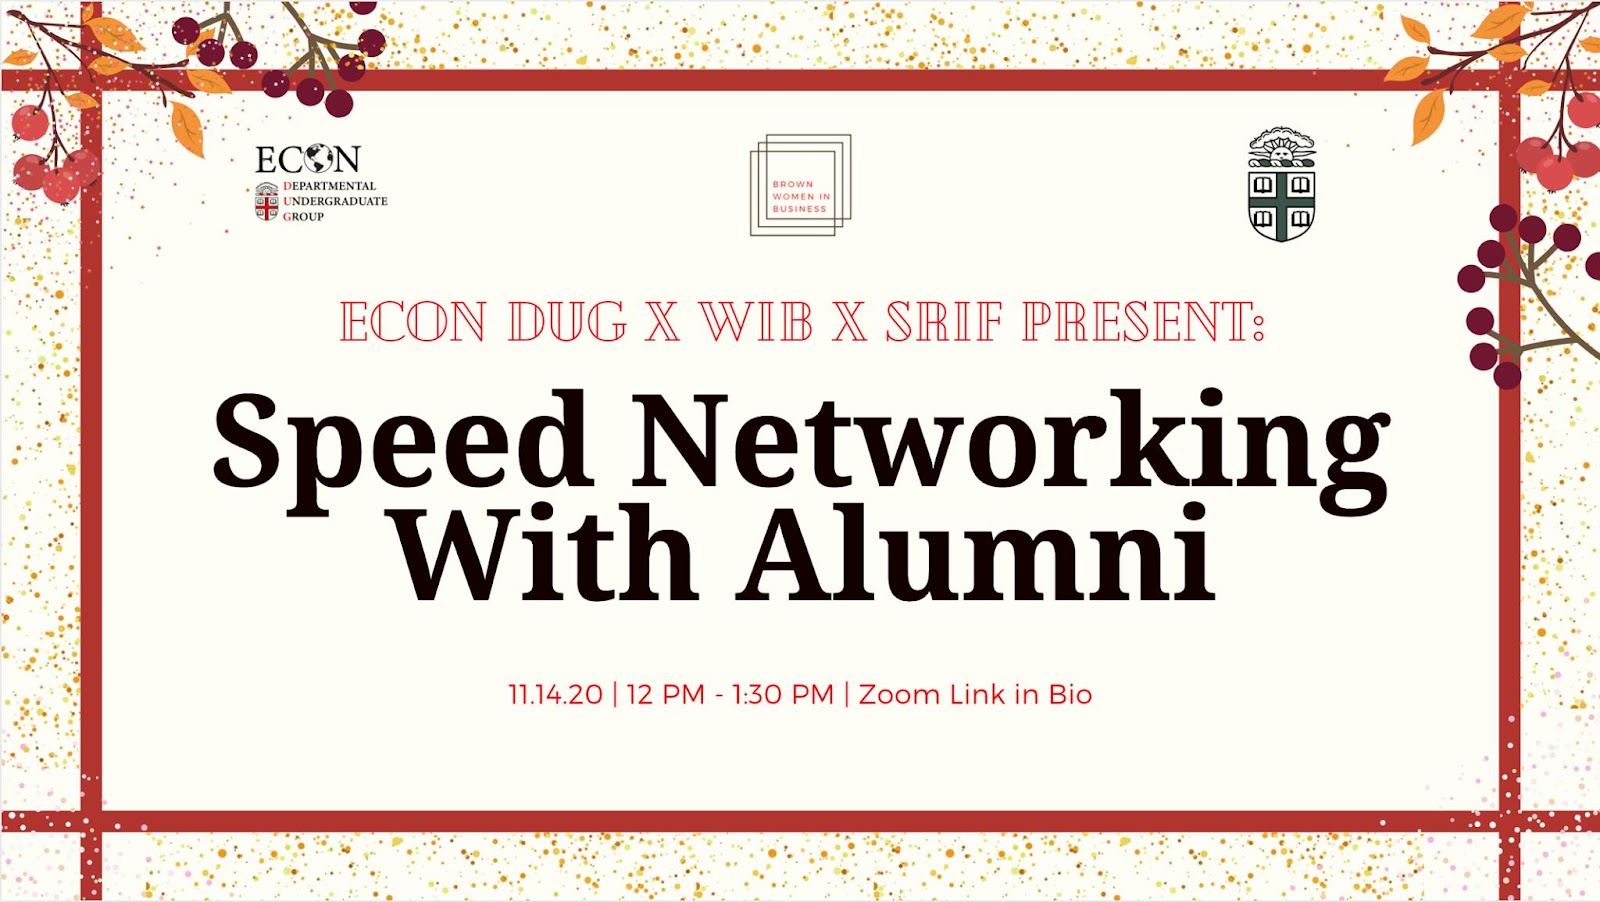 ECON
DEPARTMENTAL
UNDERGRADUATE
GROUP
BROWN
WOMEN IN
BUSINESS
ECON DUG X WIB X SRIF PRESENT:
Speed Networking
With Alumni
11.14.20 | 12 PM - 1:30 PM | Zoom Link in Bio